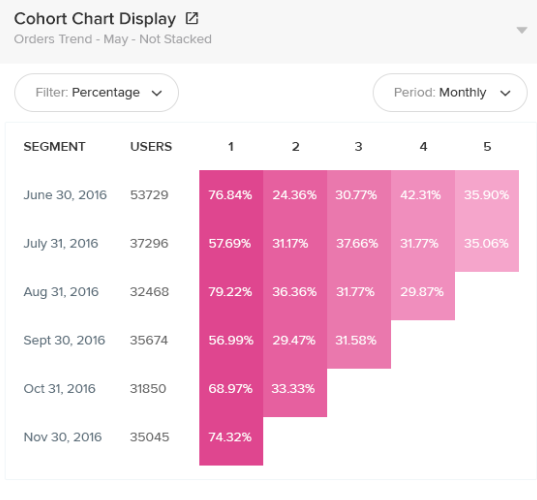 Cohort Chart Display
Orders Trend - May - Not Stacked
Filter: Percentage Period: Monthly
SEGMENT USERS 1 2 3 4 5
June 30, 2016 53729 76.84% 24.36% 30.77% 42.31% 35.90%
July 31, 2016 37296 57.69% 31.17% 37.66% 31.77% 35.06%
Aug 31, 2016 32468 79.22% 36.36% 31.77% 29.87%
Sept 30, 2016 35674 56.99% 29.47% 31.58%
Oct 31, 2016 31850 68.97% 33.33%
Nov 30, 2016 35045 74.32%